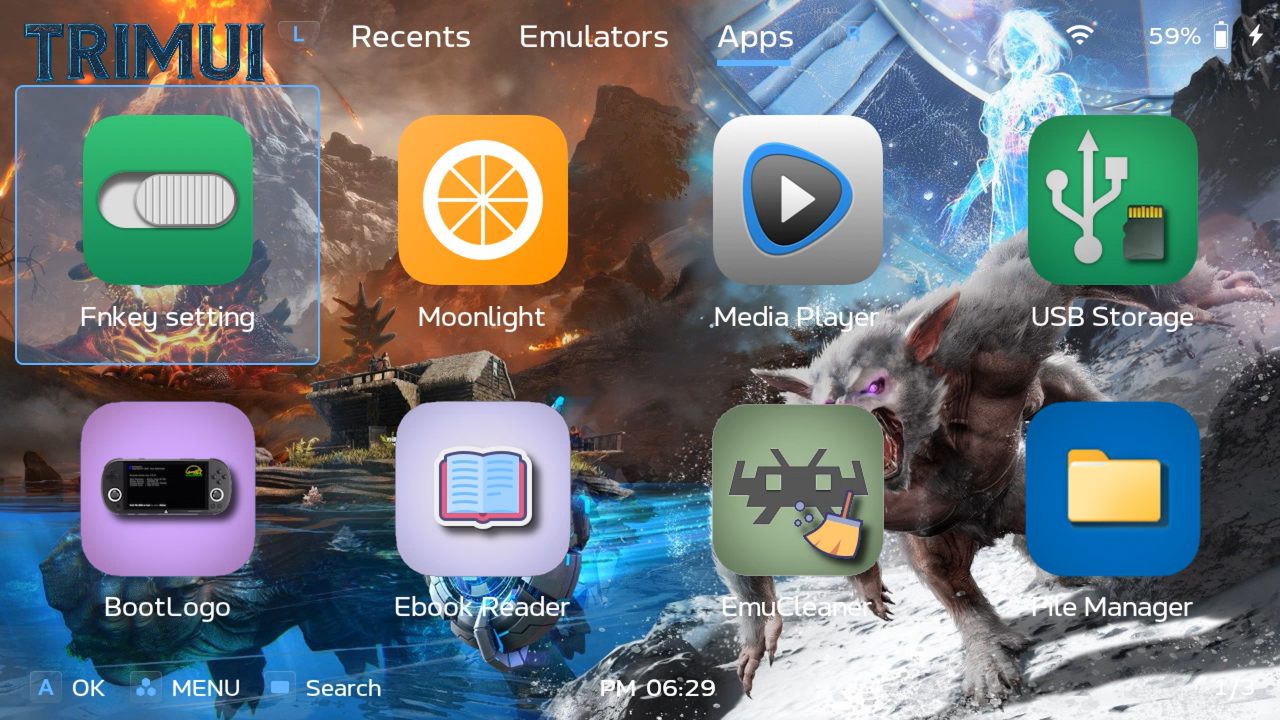 TRIMUI L Recents Emulators Apps R 59%
Fnkey setting Moonlight Media Player USB Storage
BootLogo Ebook Reader EmuCleaner File Manager
A OK MENU Search PM 06:29 1/3